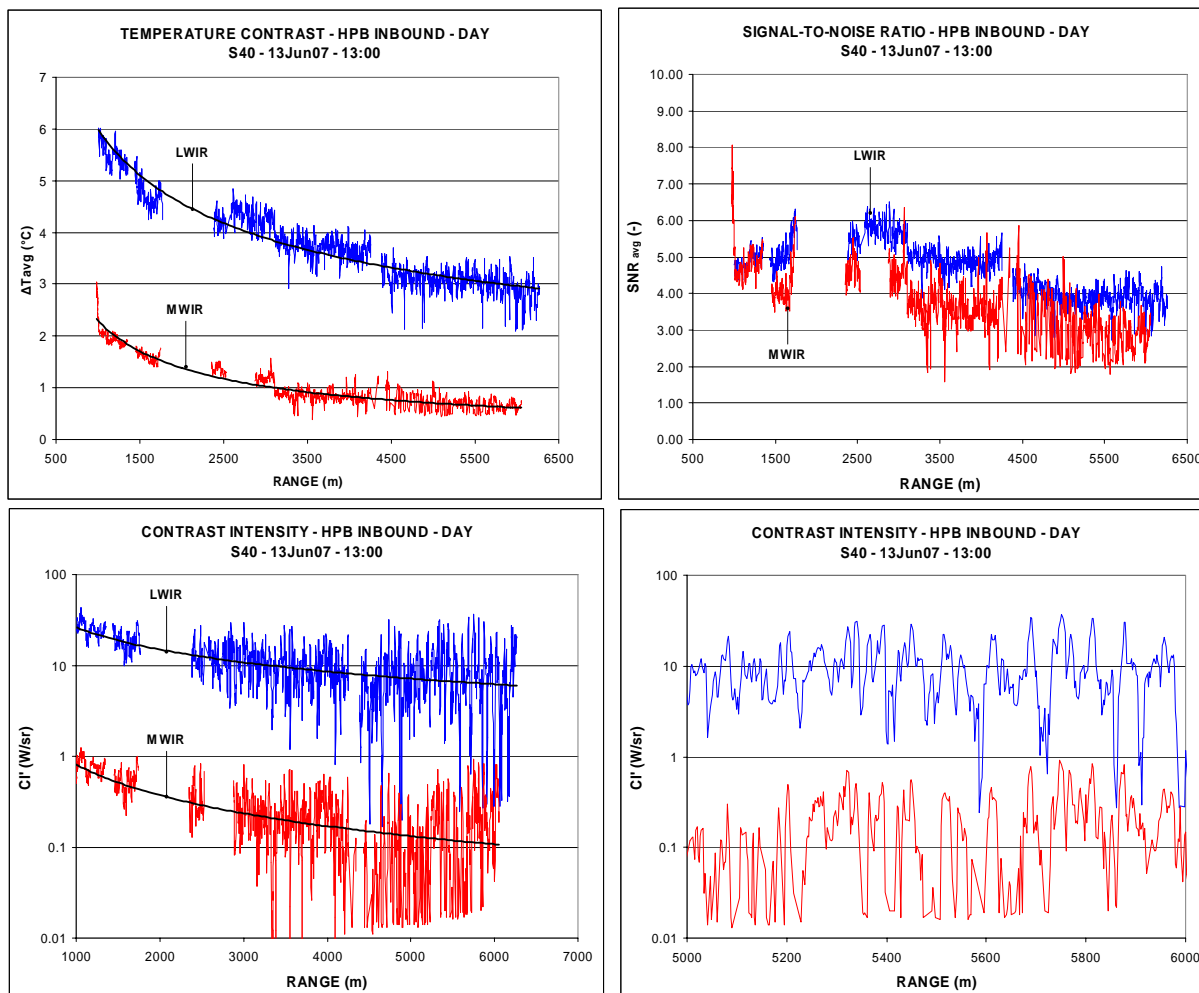 TEMPERATURE CONTRAST - HPB INBOUND - DAY
S40 - 13Jun07 - 13:00
7
6
5
4
3
2
1
0
ΔTavg (°C)
LWIR
MWIR
500 1500 2500 3500 4500 5500 6500
RANGE (m)
SIGNAL-TO-NOISE RATIO - HPB INBOUND - DAY
S40 - 13Jun07 - 13:00
10.00
9.00
8.00
7.00
6.00
5.00
4.00
3.00
2.00
1.00
0.00
SNR avg (-)
LWIR
MWIR
500 1500 2500 3500 4500 5500 6500
RANGE (m)
CONTRAST INTENSITY - HPB INBOUND - DAY
S40 - 13Jun07 - 13:00
100
10
1
0.1
0.01
CI' (W/sr)
LWIR
MWIR
1000 2000 3000 4000 5000 6000 7000
RANGE (m)
CONTRAST INTENSITY - HPB INBOUND - DAY
S40 - 13Jun07 - 13:00
100
10
1
0.1
0.01
CI' (W/sr)
5000 5200 5400 5600 5800 6000
RANGE (m)